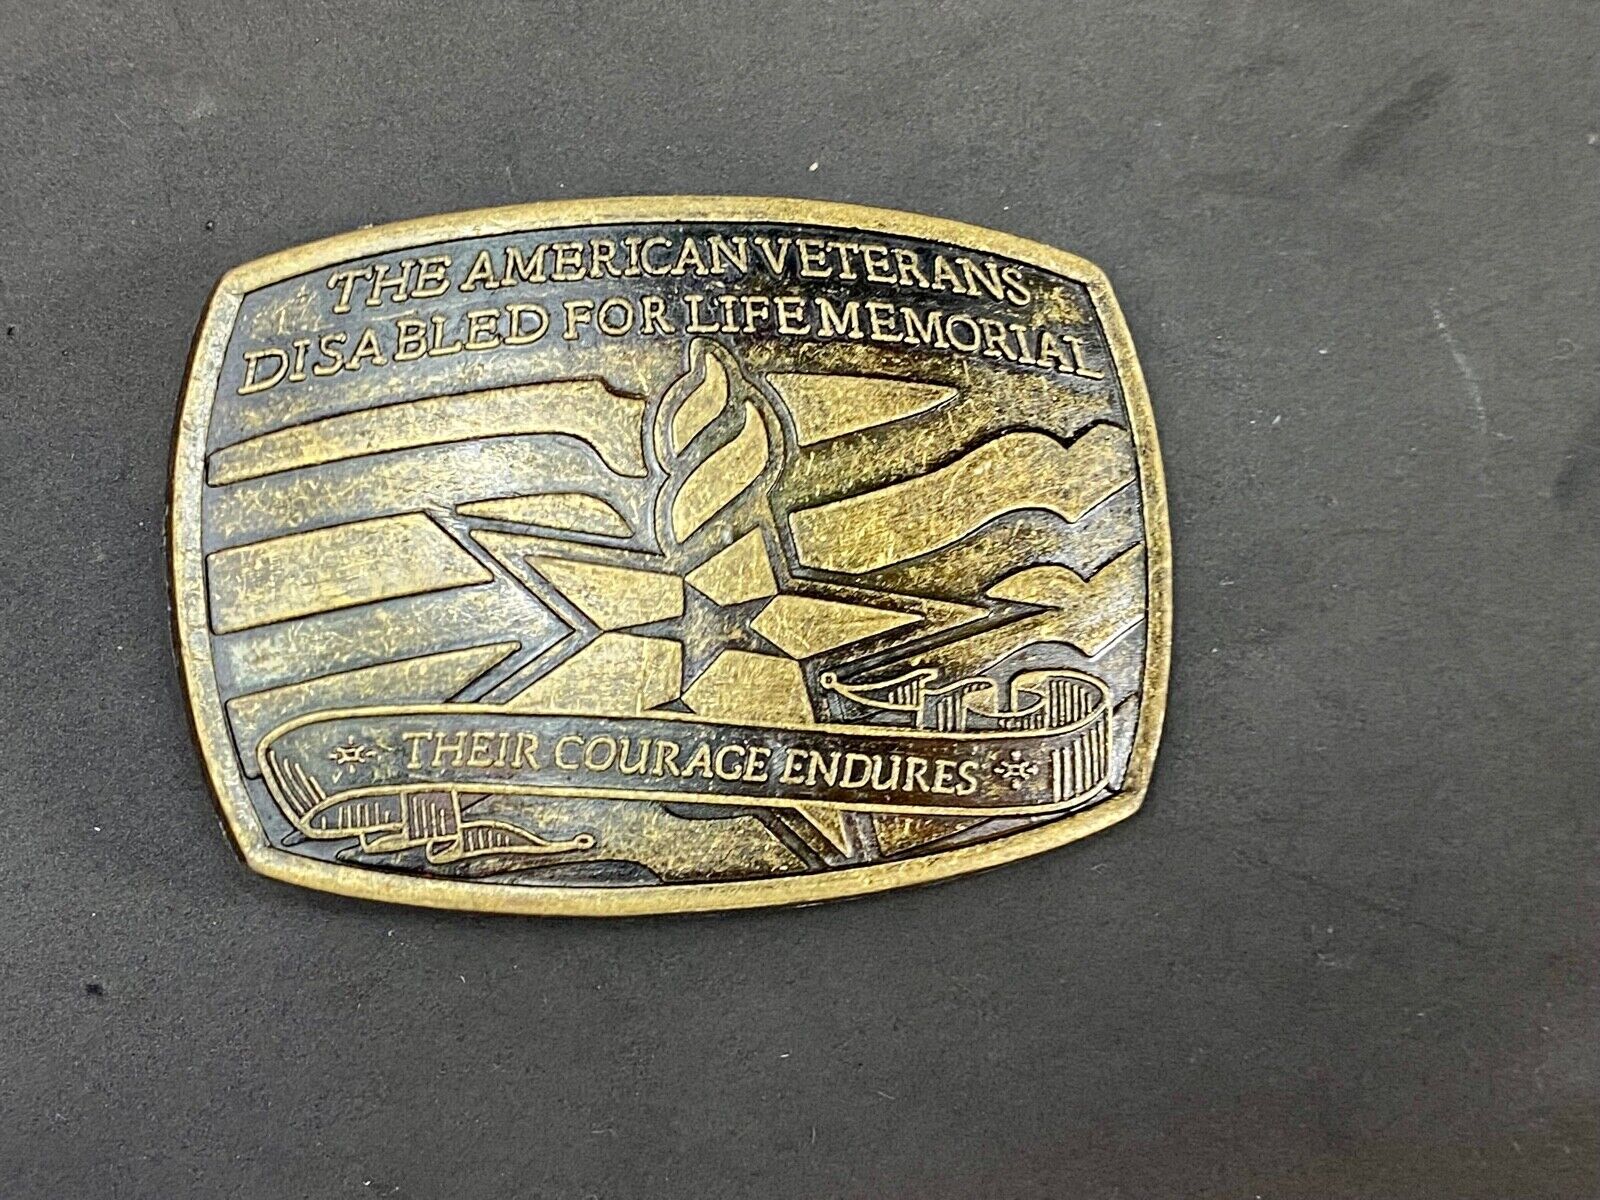 THE AMERICAN VETERANS
DISABLED FOR LIFE MEMORIAL
THEIR COURAGE ENDURES